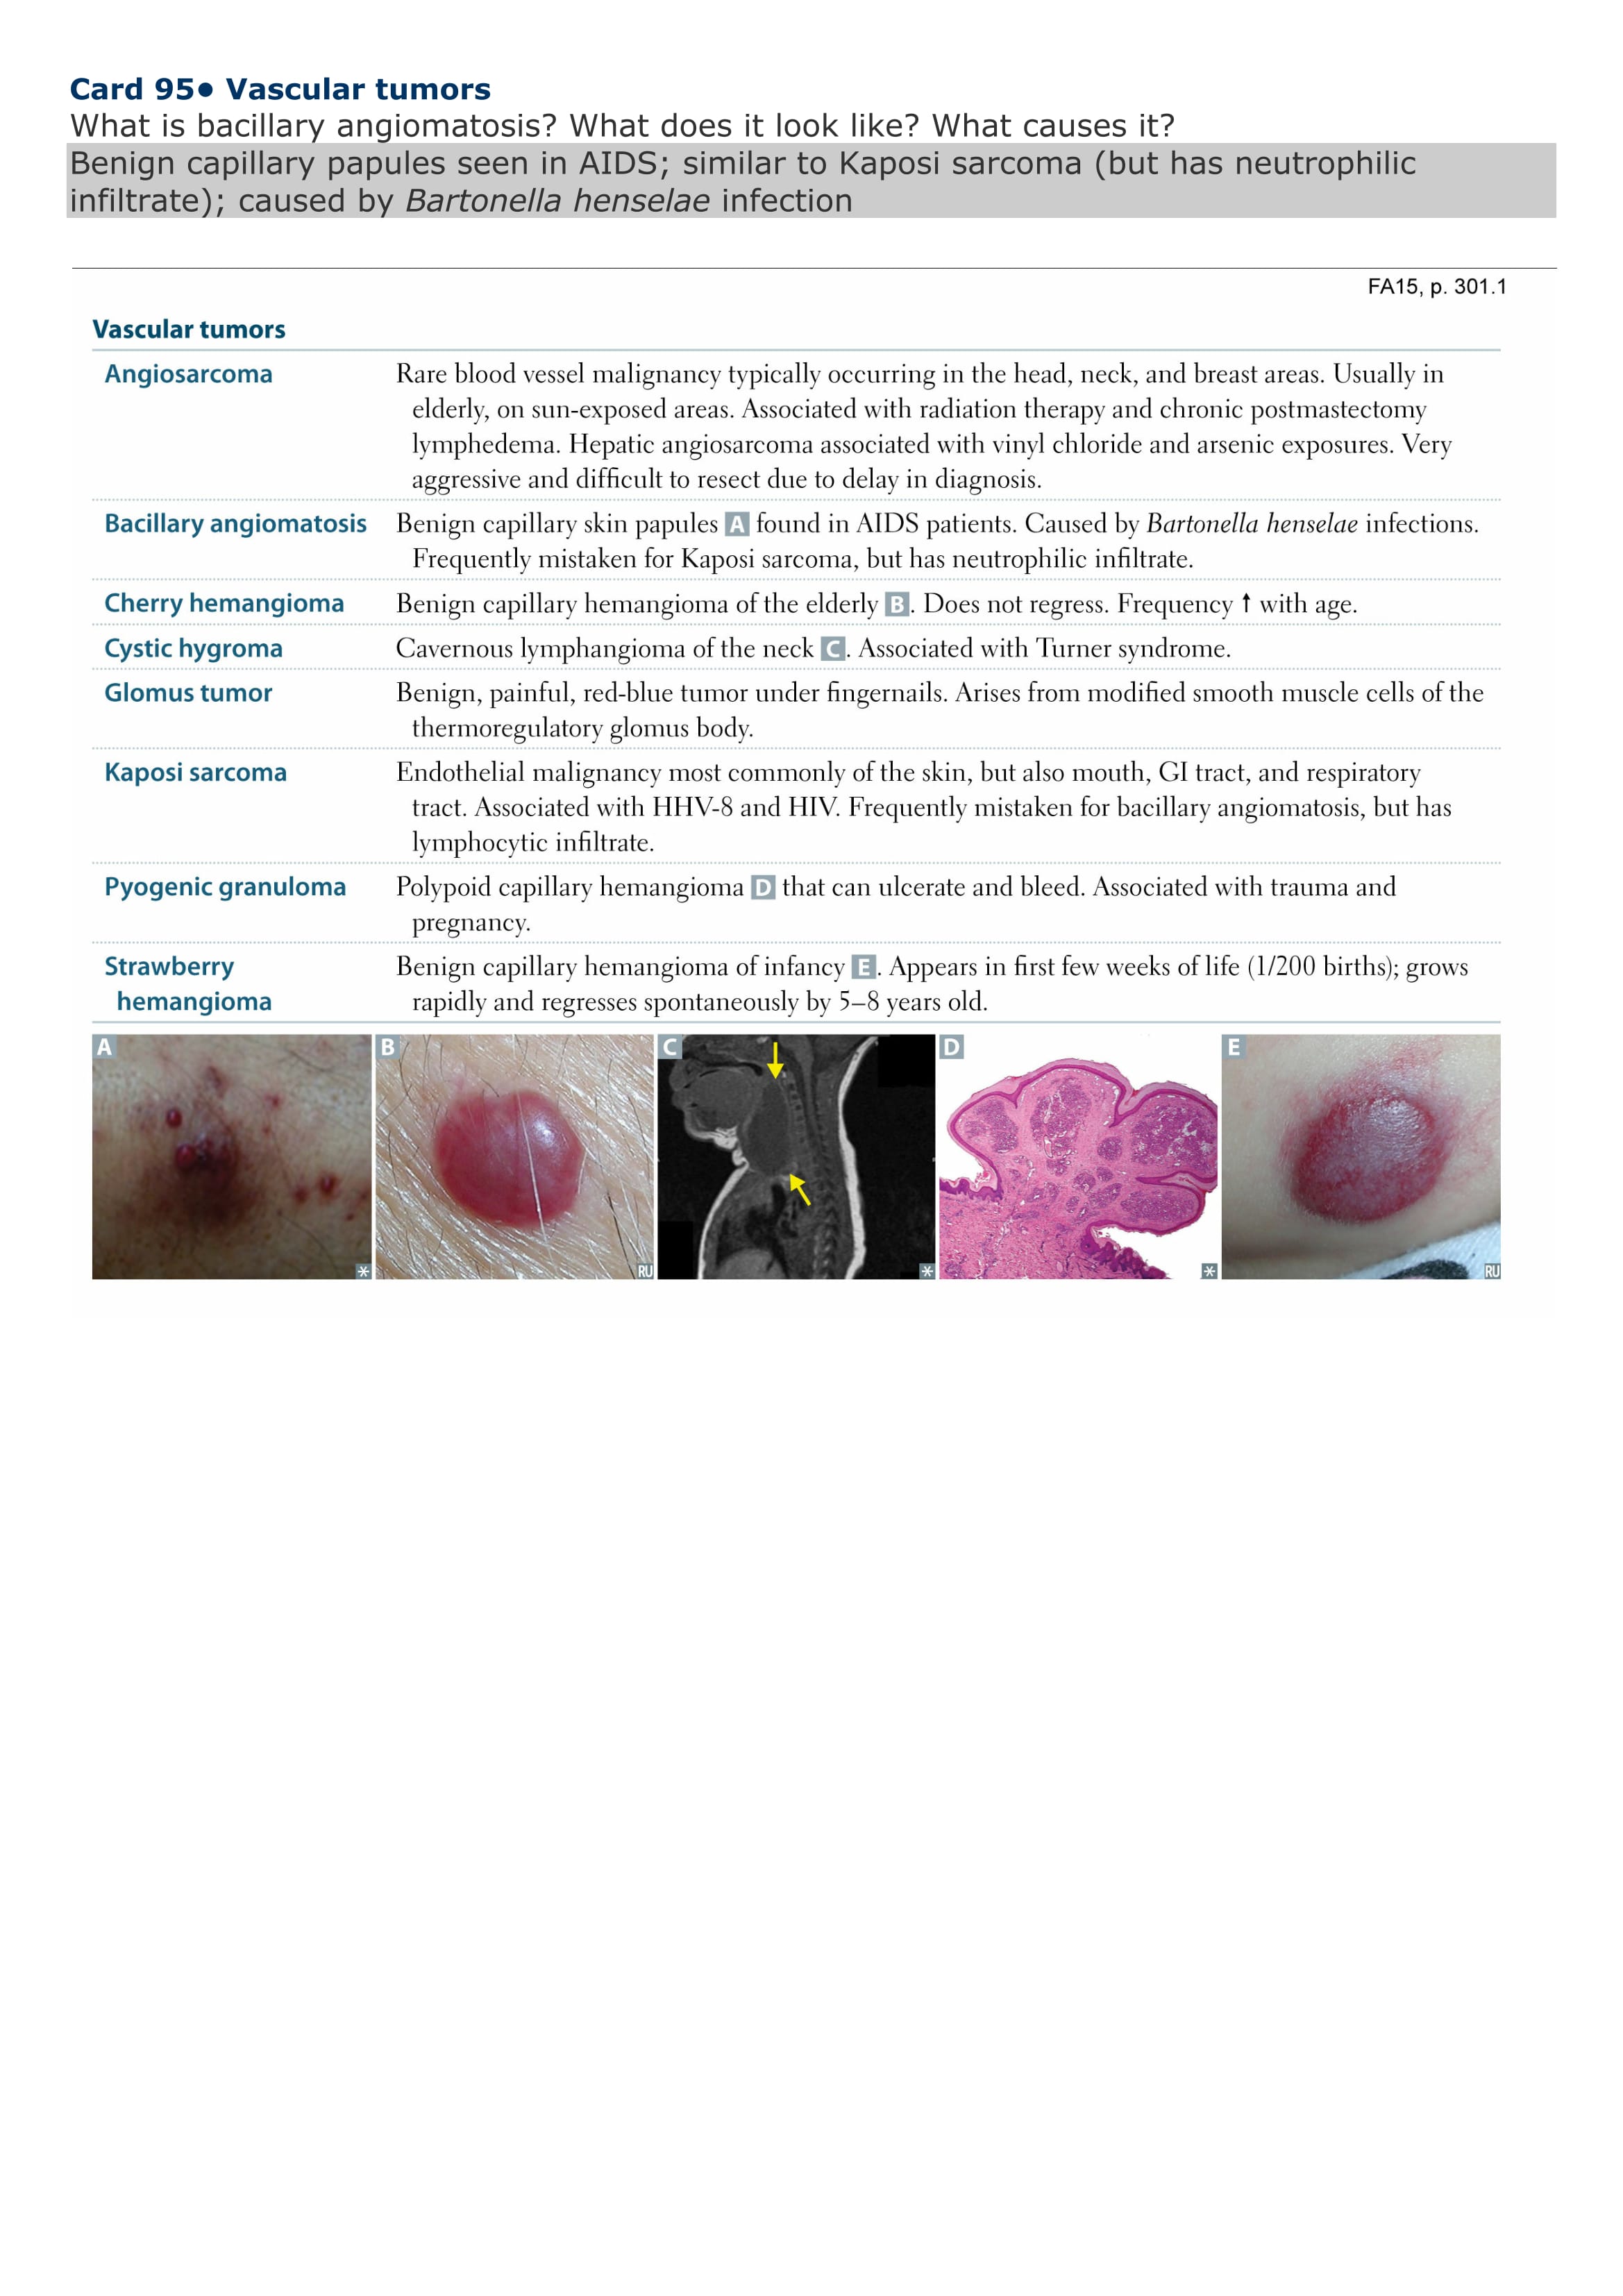 Card 95● Vascular tumors
What is bacillary angiomatosis? What does it look like? What causes it?
Benign capillary papules seen in AIDS; similar to Kaposi sarcoma (but has neutrophilic
infiltrate); caused by Bartonella henselae infection
FA15, p. 301.1
Vascular tumors
Angiosarcoma
Rare blood vessel malignancy typically occurring in the head, neck, and breast areas. Usually in
elderly, on sun-exposed areas. Associated with radiation therapy and chronic postmastectomy
lymphedema. Hepatic angiosarcoma associated with vinyl chloride and arsenic exposures. Very
aggressive and difficult to resect due to delay in diagnosis.
Bacillary angiomatosis
Benign capillary skin papules A found in AIDS patients. Caused by Bartonella henselae infections.
Frequently mistaken for Kaposi sarcoma, but has neutrophilic infiltrate.
Cherry hemangioma
Benign capillary hemangioma of the elderly B. Does not regress. Frequency ↑ with age.
Cystic hygroma
Cavernous lymphangioma of the neck C. Associated with Turner syndrome.
Glomus tumor
Benign, painful, red-blue tumor under fingernails. Arises from modified smooth muscle cells of the
thermoregulatory glomus body.
Kaposi sarcoma
Endothelial malignancy most commonly of the skin, but also mouth, GI tract, and respiratory
tract. Associated with HHV-8 and HIV. Frequently mistaken for bacillary angiomatosis, but has
lymphocytic infiltrate.
Pyogenic granuloma
Polypoid capillary hemangioma D that can ulcerate and bleed. Associated with trauma and
pregnancy.
Strawberry
hemangioma
Benign capillary hemangioma of infancy E. Appears in first few weeks of life (1/200 births); grows
rapidly and regresses spontaneously by 5–8 years old.
A
B
C
D
E
*
RU
*
*
RU